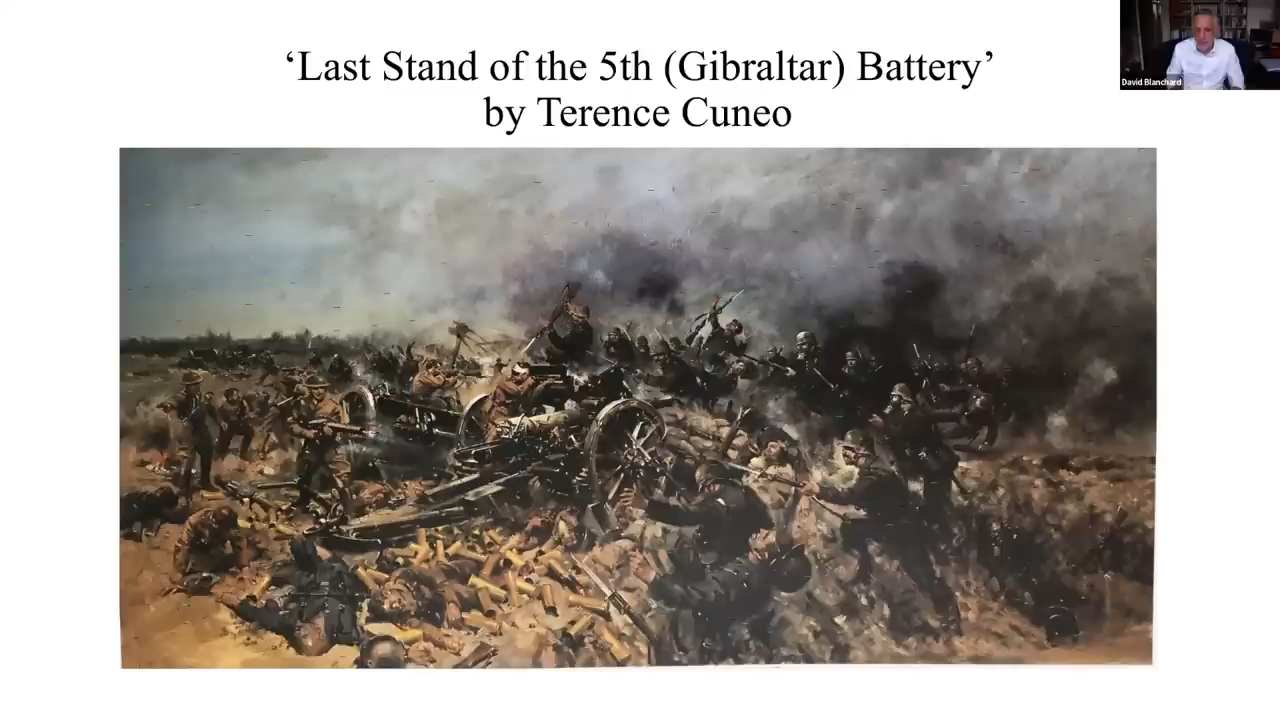 ‘Last Stand of the 5th (Gibraltar) Battery’
by Terence Cuneo
David Blanchard